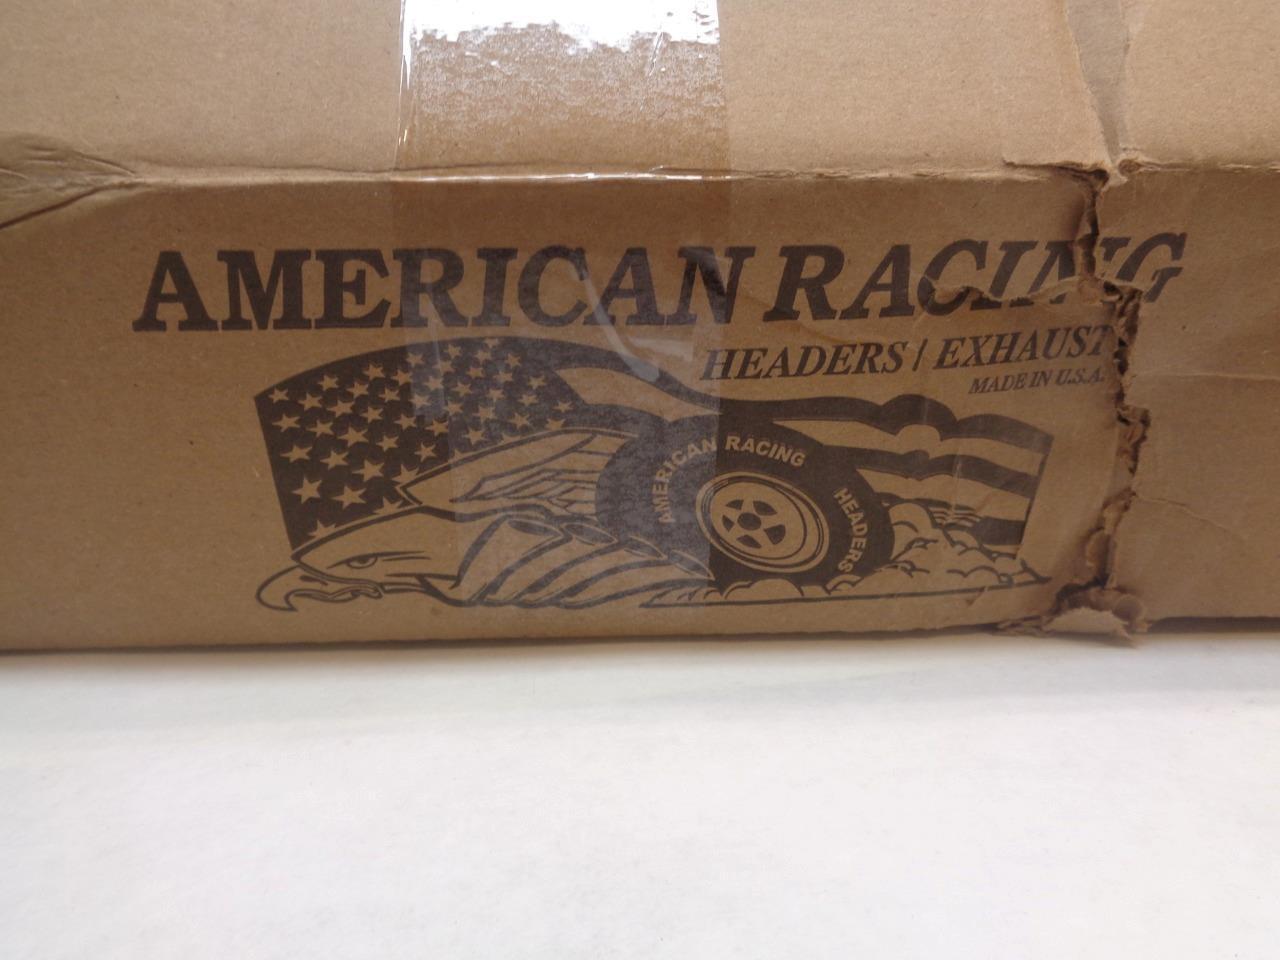 AMERICAN RACING
HEADERS / EXHAUST
MADE IN U.S.A.
AMERICAN RACING
HEADERS